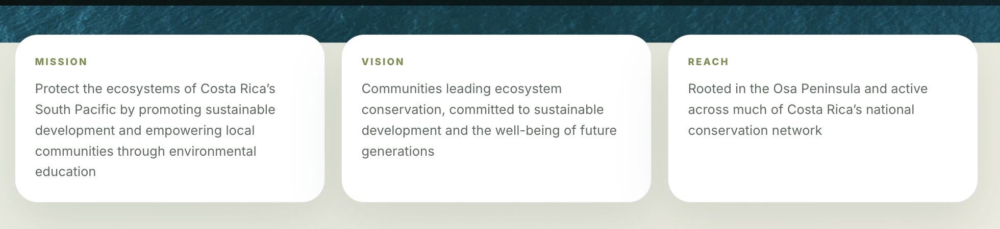 MISSION
Protect the ecosystems of Costa Rica’s
South Pacific by promoting sustainable
development and empowering local
communities through environmental
education
VISION
Communities leading ecosystem
conservation, committed to sustainable
development and the well-being of future
generations
REACH
Rooted in the Osa Peninsula and active
across much of Costa Rica’s national
conservation network